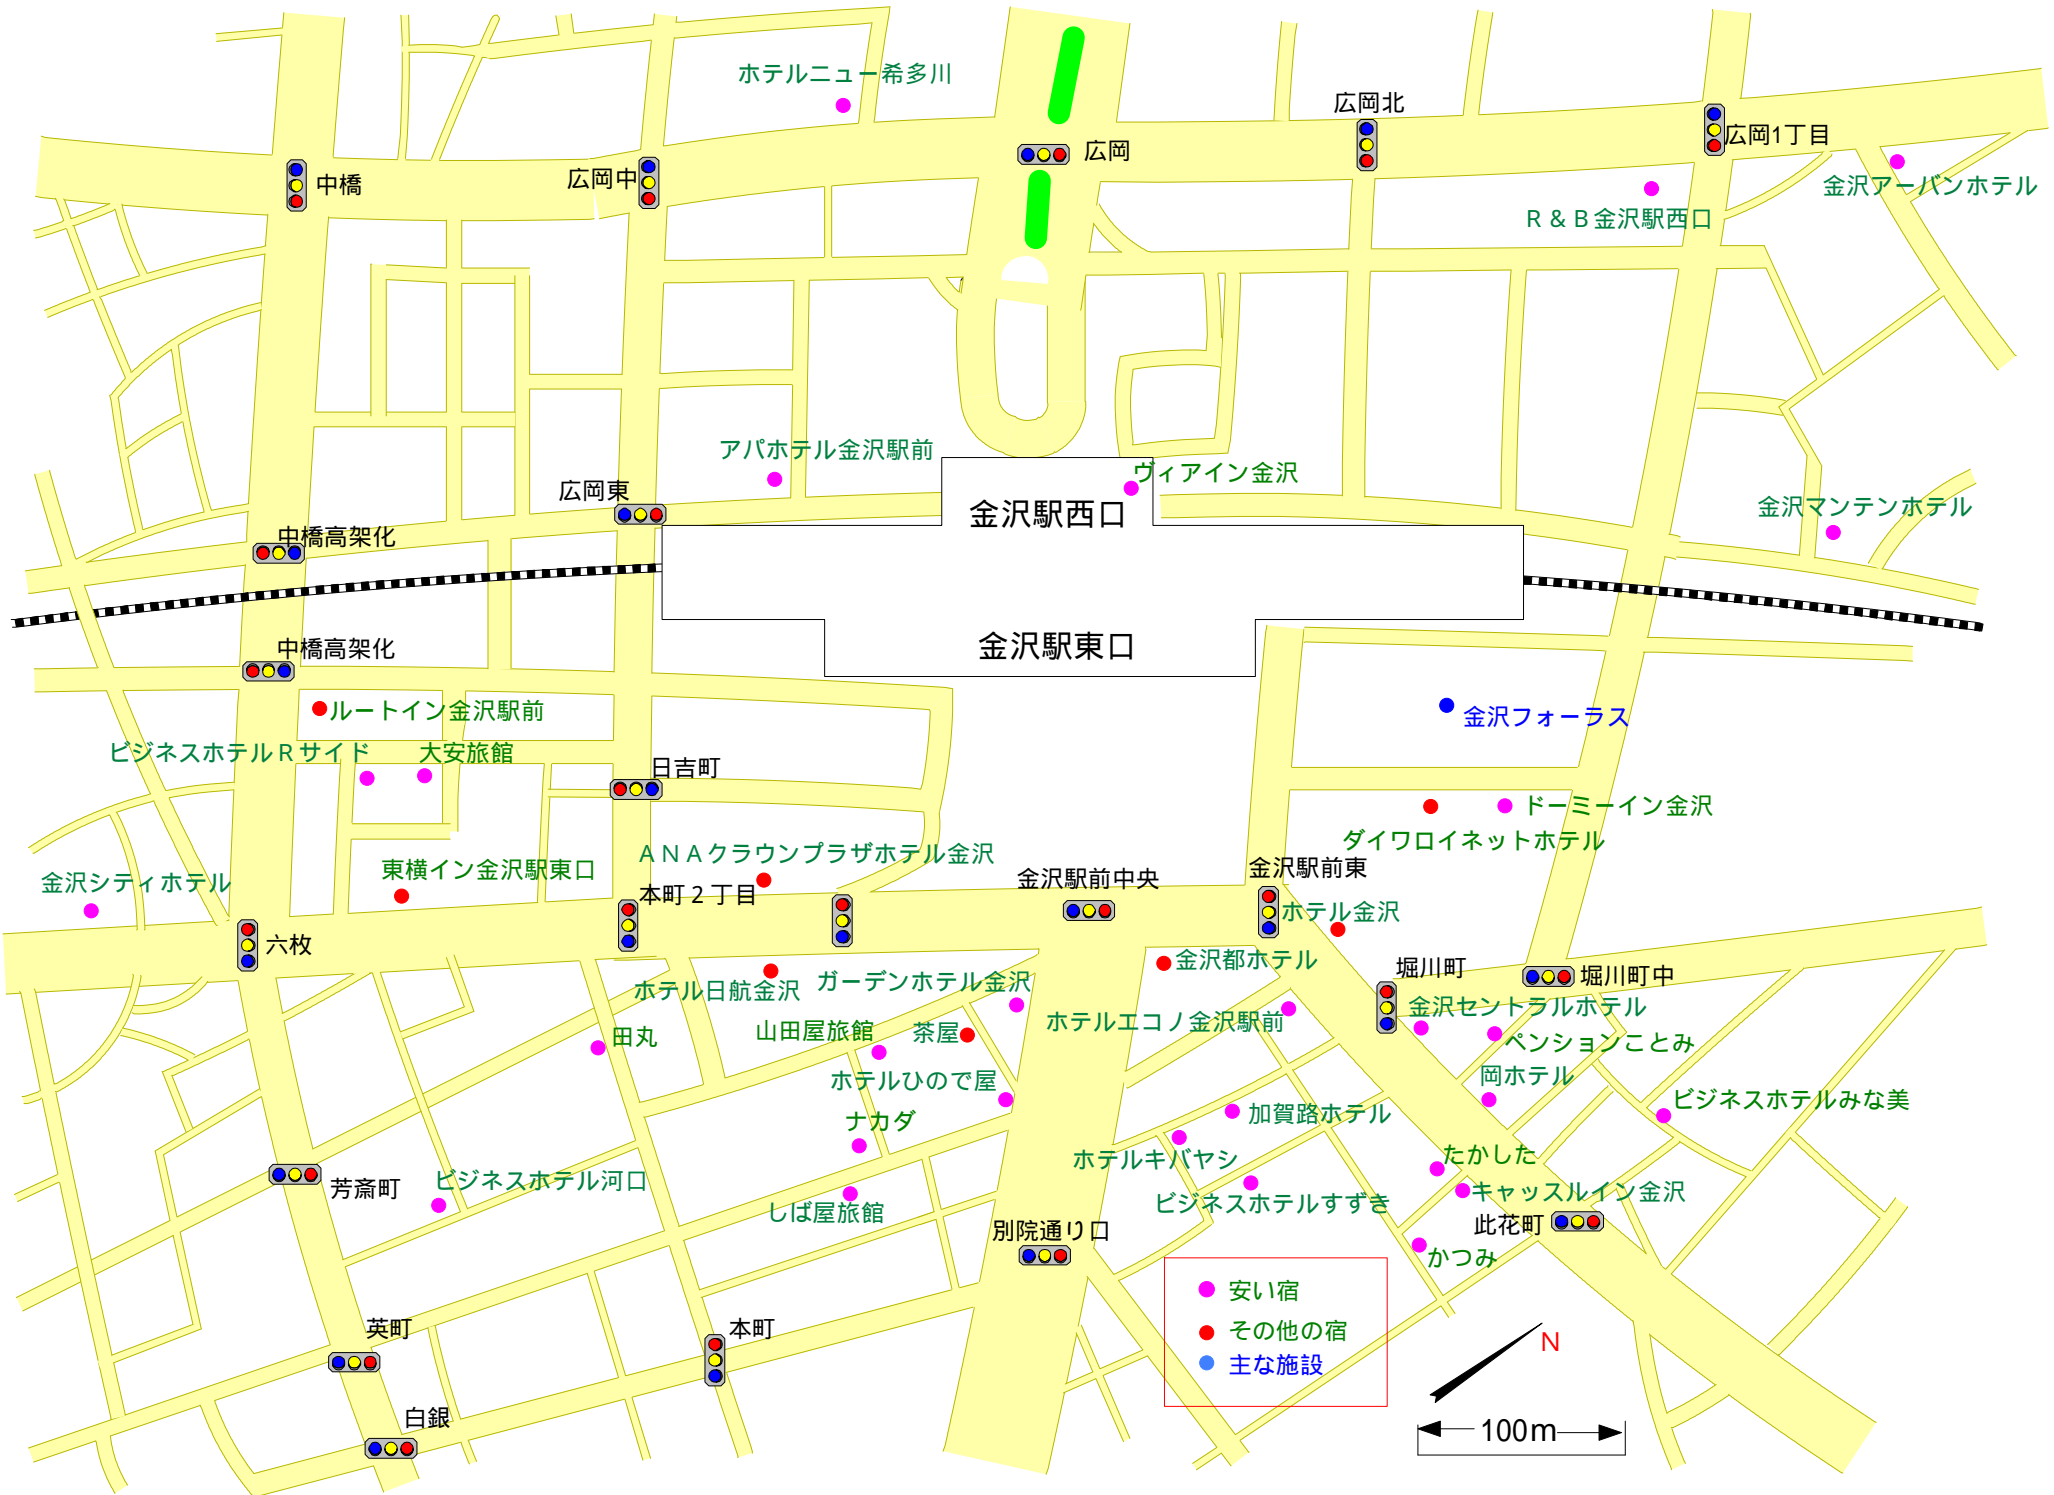 ホテルニュー希多川
広岡北
広岡1丁目
広岡
広岡中
中橋
金沢アーバンホテル
R&B金沢駅西口
アパホテル金沢駅前
ヴィアイン金沢
広岡東
金沢駅西口
金沢マンテンホテル
中橋高架化
金沢駅東口
中橋高架化
ルートイン金沢駅前
金沢フォーラス
ビジネスホテルRサイド
大安旅館
日吉町
ドーミーイン金沢
ダイワロイネットホテル
ANAクラウンプラザホテル金沢
東横イン金沢駅東口
金沢駅前東
金沢シティホテル
本町2丁目
金沢駅前中央
ホテル金沢
六枚
金沢都ホテル
堀川町
堀川町中
ホテル日航金沢
ガーデンホテル金沢
金沢セントラルホテル
ホテルエコノ金沢駅前
山田屋旅館
茶屋
田丸
ペンションことみ
ホテルひので屋
岡ホテル
ビジネスホテルみな美
加賀路ホテル
ナカダ
たかした
ホテルキバヤシ
ビジネスホテル河口
芳斎町
キャッスルイン金沢
ビジネスホテルすずき
しば屋旅館
此花町
別院通り口
かつみ
安い宿
その他の宿
主な施設
N
英町
本町
白銀
100m